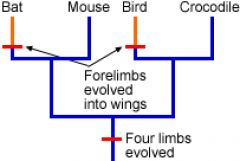 Bat Mouse Bird Crocodile
Forelimbs
evolved
into wings
Four limbs
evolved